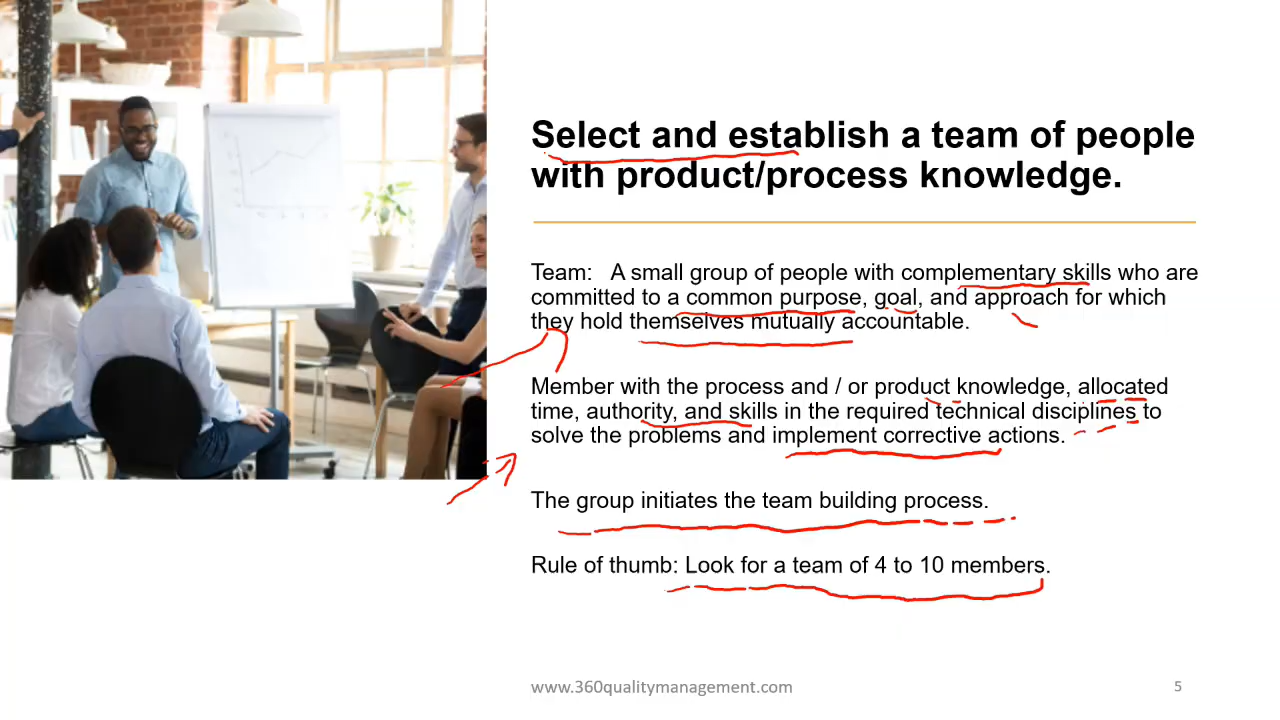 Select and establish a team of people
with product/process knowledge.
Team: A small group of people with complementary skills who are
committed to a common purpose, goal, and approach for which
they hold themselves mutually accountable.
Member with the process and / or product knowledge, allocated
time, authority, and skills in the required technical disciplines to
solve the problems and implement corrective actions.
The group initiates the team building process.
Rule of thumb: Look for a team of 4 to 10 members.
www.360qualitymanagement.com
5